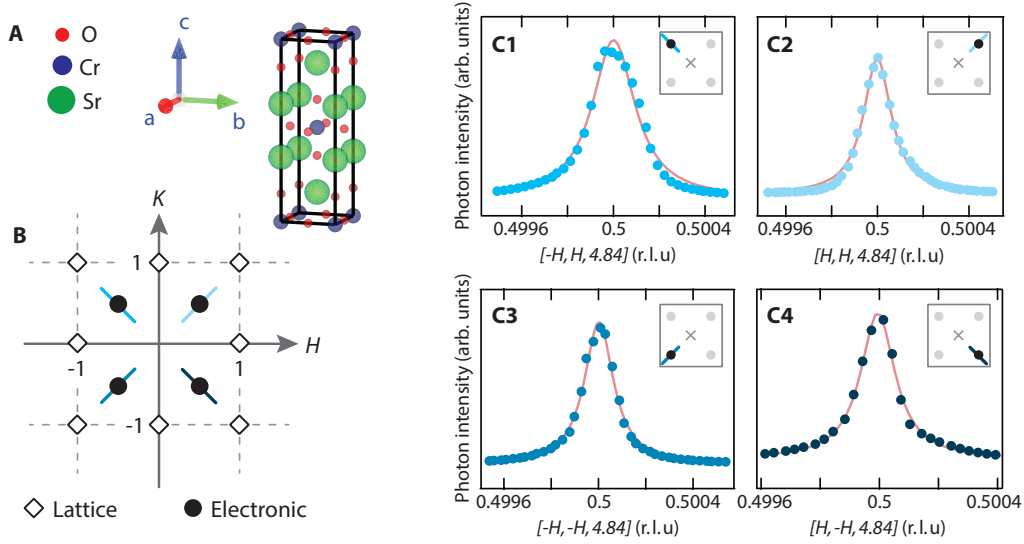 A
O
Cr
Sr
c
a
b
B
K
H
1
-1
1
-1
Lattice
Electronic
C1
Photon intensity (arb. units)
0.4996
0.5
0.5004
[-H, H, 4.84] (r.l.u)
C2
0.4996
0.5
0.5004
[H, H, 4.84] (r.l.u)
C3
Photon intensity (arb. units)
0.4996
0.5
0.5004
[-H, -H, 4.84] (r.l.u)
C4
0.4996
0.5
0.5004
[H, -H, 4.84] (r.l.u)